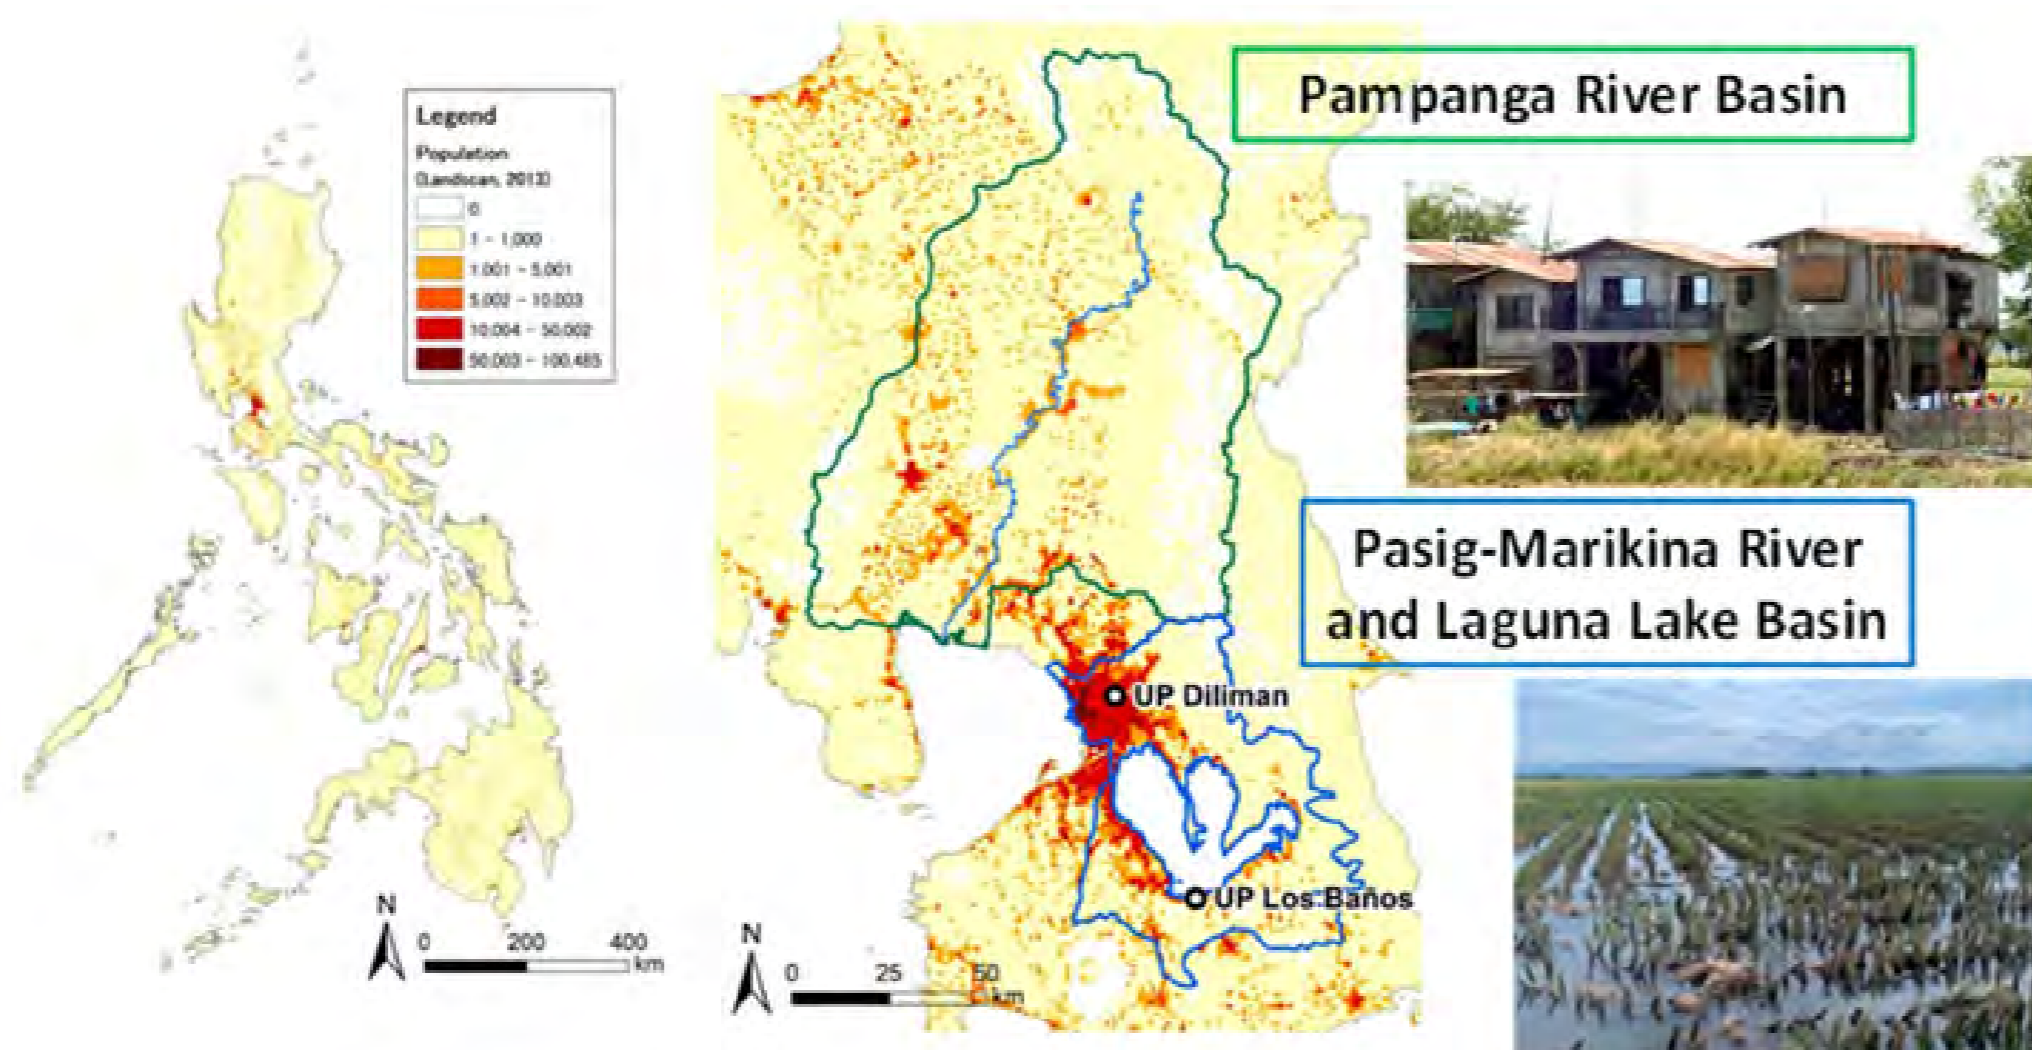 Legend
Population
(Landscan, 2013)
0
1 - 1,000
1,001 - 5,001
5,002 - 10,003
10,004 - 50,002
50,003 - 100,485
N
0 200 400
km
Pampanga River Basin
Pasig-Marikina River
and Laguna Lake Basin
UP Diliman
UP Los Baños
N
0 25 50
km